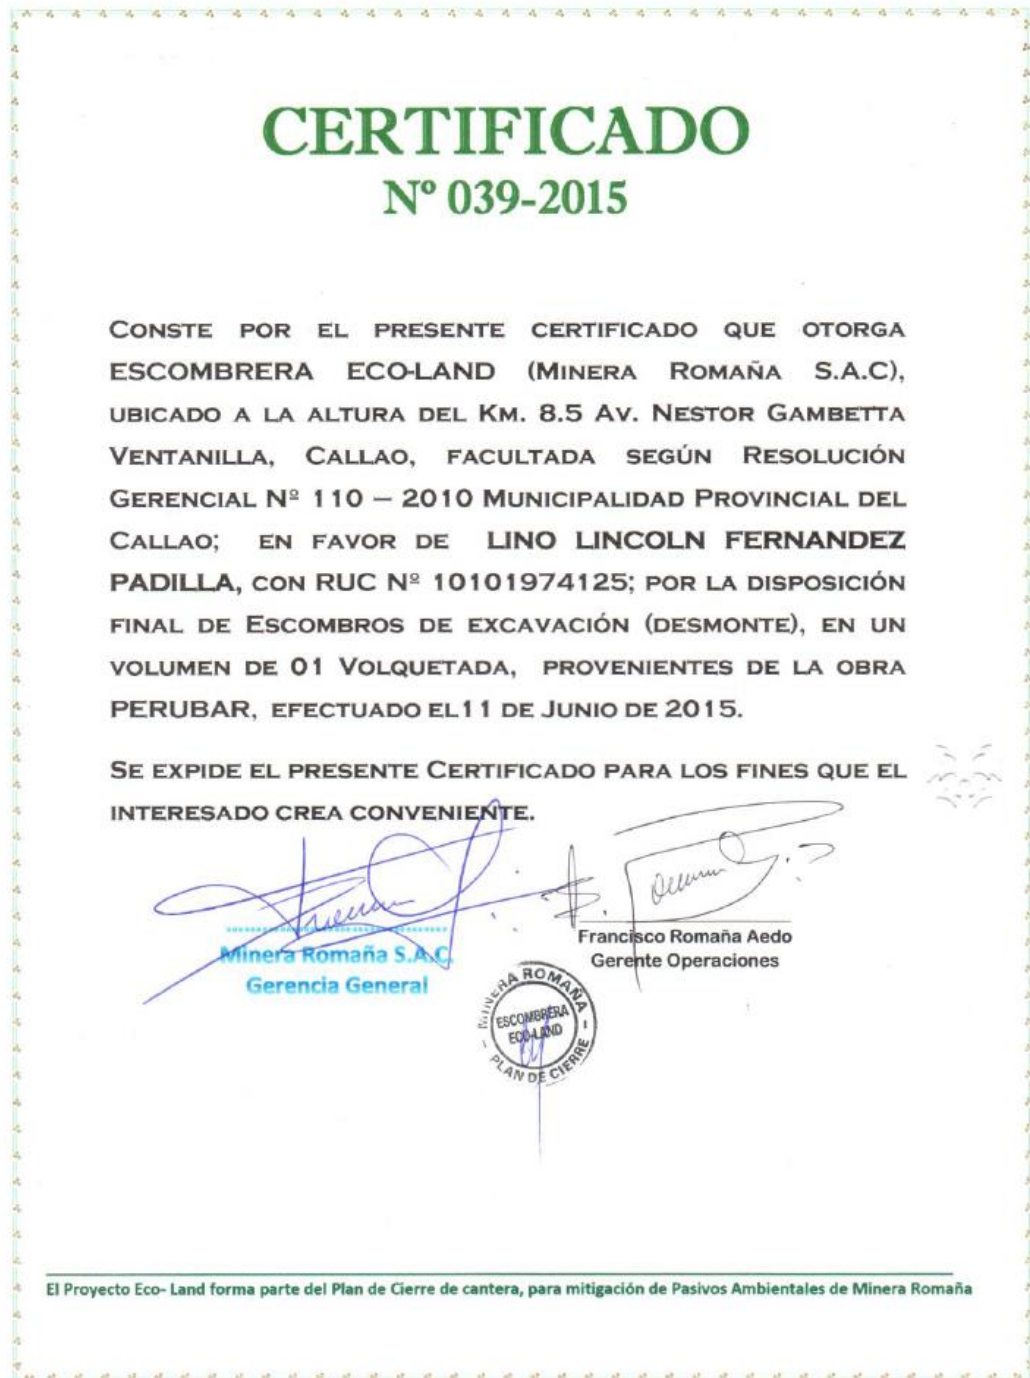 CERTIFICADO
Nº 039-2015
CONSTE POR EL PRESENTE CERTIFICADO QUE OTORGA
ESCOMBRERA ECO-LAND (MINERA ROMAÑA S.A.C),
UBICADO A LA ALTURA DEL KM. 8.5 AV. NESTOR GAMBETTA
VENTANILLA, CALLAO, FACULTADA SEGÚN RESOLUCIÓN
GERENCIAL Nº 110 – 2010 MUNICIPALIDAD PROVINCIAL DEL
CALLAO; EN FAVOR DE LINO LINCOLN FERNANDEZ
PADILLA, CON RUC Nº 10101974125; POR LA DISPOSICIÓN
FINAL DE ESCOMBROS DE EXCAVACIÓN (DESMONTE), EN UN
VOLUMEN DE 01 VOLQUETADA, PROVENIENTES DE LA OBRA
PERUBAR, EFECTUADO EL11 DE JUNIO DE 2015.
SE EXPIDE EL PRESENTE CERTIFICADO PARA LOS FINES QUE EL
INTERESADO CREA CONVENIENTE.
Minera Romaña S.A.C.
Gerencia General
Francisco Romaña Aedo
Gerente Operaciones
MINERA ROMAÑA
ESCOMBRERA
ECO-LAND
PLAN DE CIERRE
El Proyecto Eco- Land forma parte del Plan de Cierre de cantera, para mitigación de Pasivos Ambientales de Minera Romaña